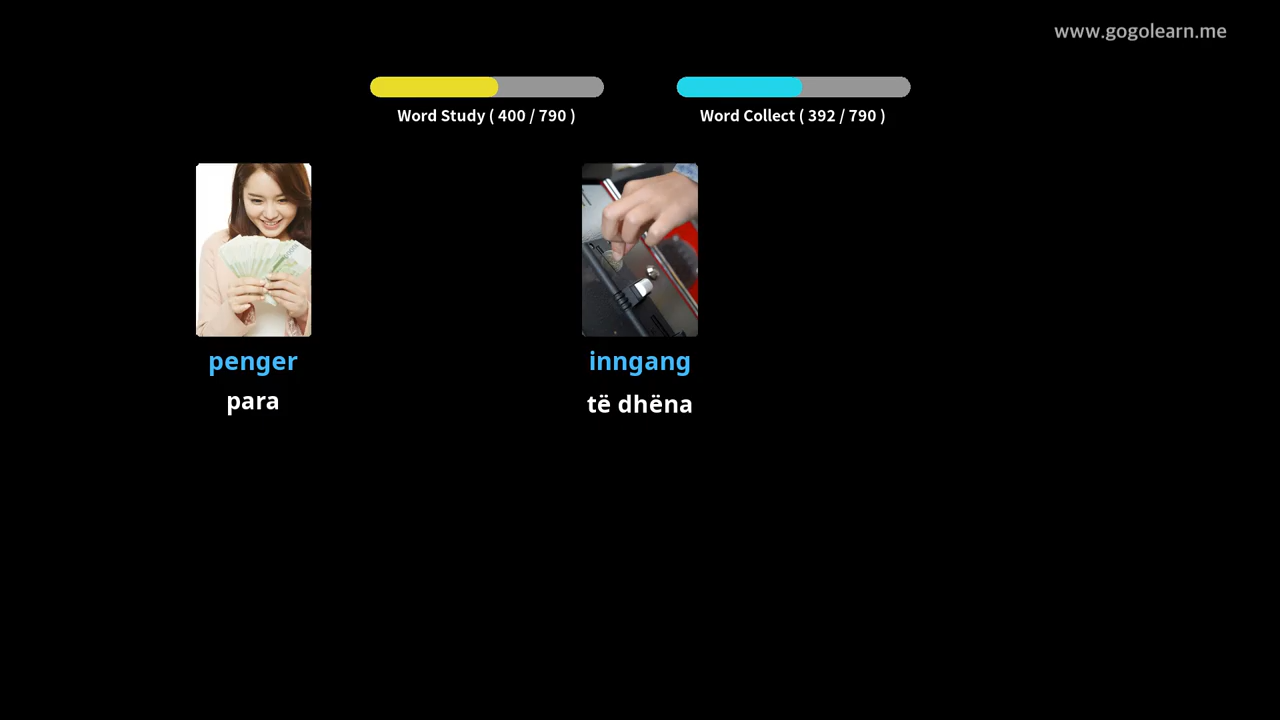 www.gogolearn.me
Word Study ( 400 / 790 )
Word Collect ( 392 / 790 )
penger
para
inngang
të dhëna